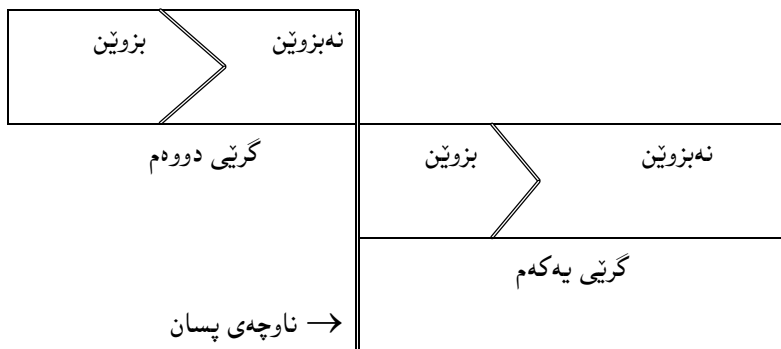 نەبزوێن بزوێن
گرێی دووەم
نەبزوێن بزوێن
گرێی یەکەم
→ ناوچەی پسان